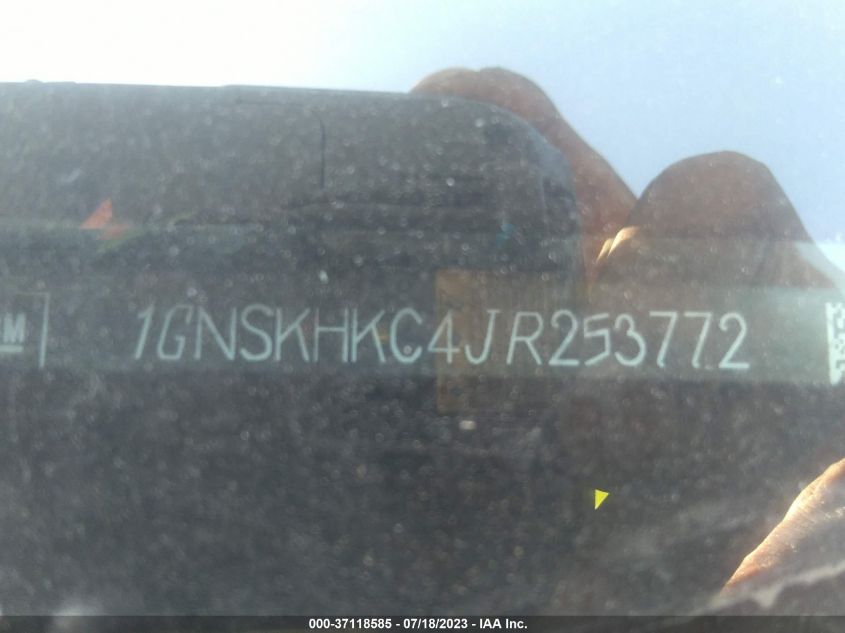 1GNSKHKC4JR253772
000-37118585 - 07/18/2023 - IAA Inc.